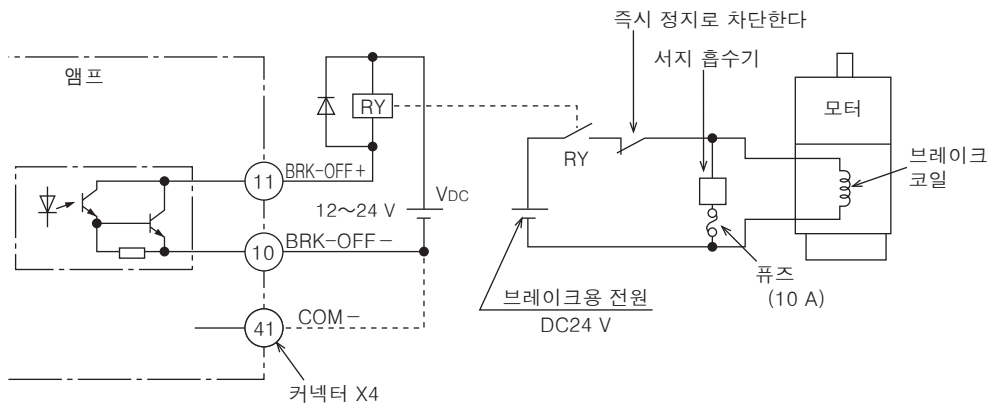 즉시 정지로 차단한다
서지 흡수기
앰프
RY
모터
11
BRK-OFF+
RY
브레이크
코일
12~24 V
VDC
10
BRK-OFF-
퓨즈
(10 A)
브레이크용 전원
DC24 V
41
COM-
커넥터 X4